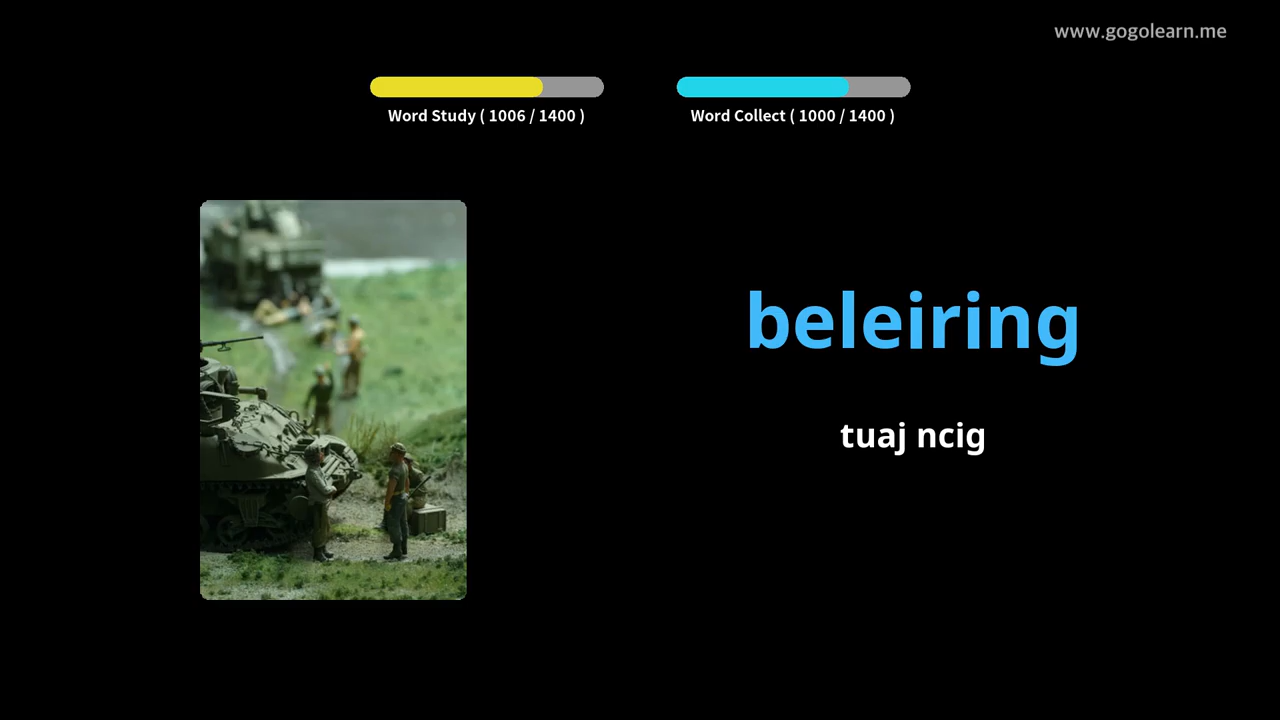 www.gogolearn.me
Word Study ( 1006 / 1400 )
Word Collect ( 1000 / 1400 )
beleiring
tuaj ncig